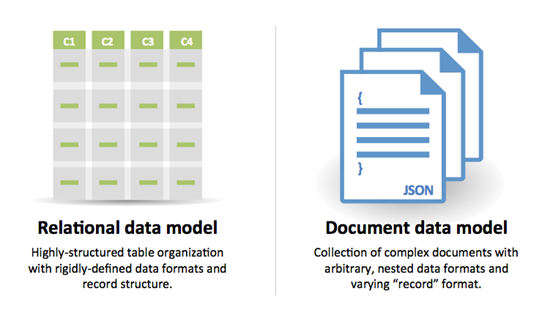 C1 C2 C3 C4
Relational data model
Highly-structured table organization
with rigidly-defined data formats and
record structure.
{
}
JSON
Document data model
Collection of complex documents with
arbitrary, nested data formats and
varying “record” format.